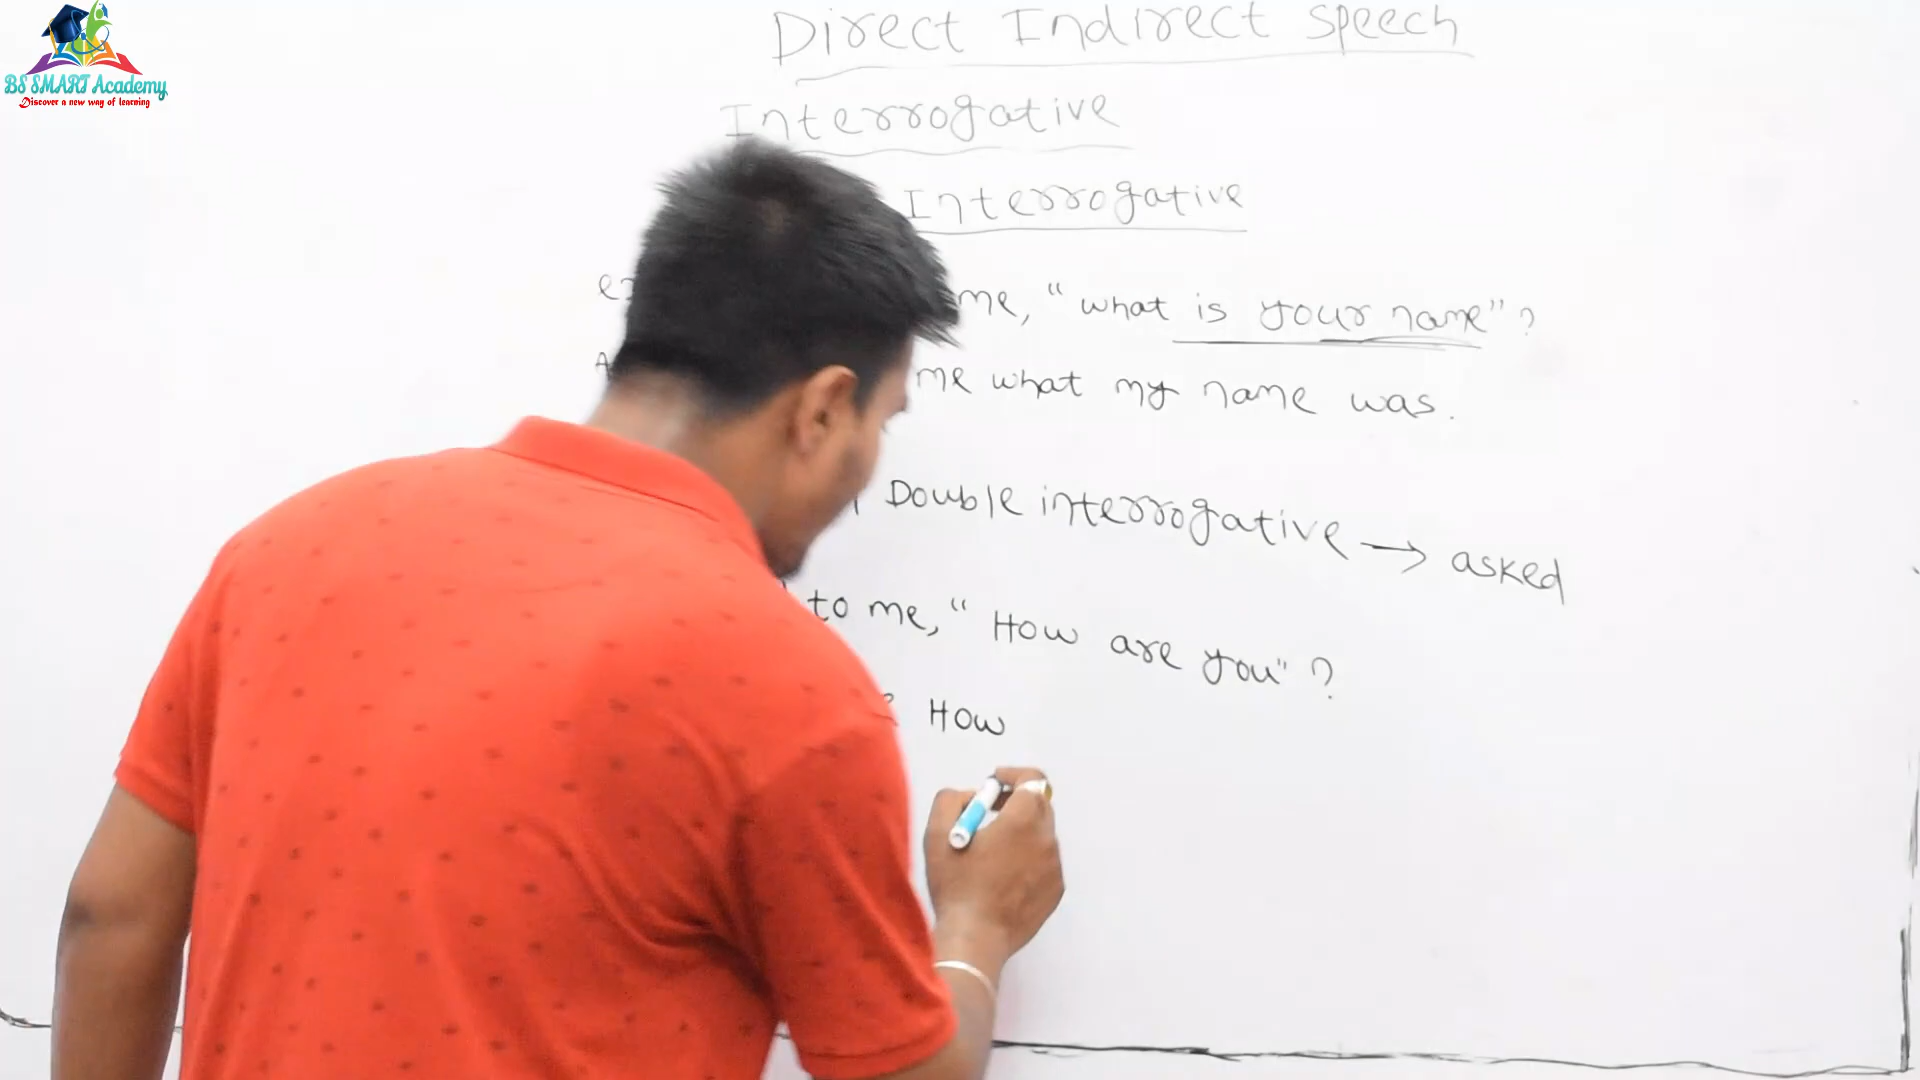 BS SMART Academy
Discover a new way of learning
Direct Indirect speech
Interrogative
Interrogative
me, "what is your name"?
me what my name was.
Double interrogative → asked
to me, "How are you"?
How